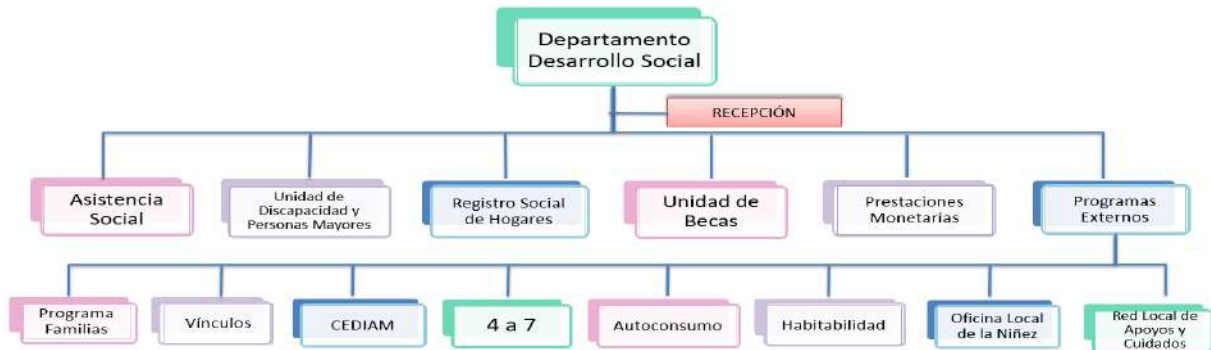 Departamento
Desarrollo Social
RECEPCIÓN
Asistencia
Social
Unidad de
Discapacidad y
Personas Mayores
Registro Social
de Hogares
Unidad de
Becas
Prestaciones
Monetarias
Programas
Externos
Programa
Familias
Vínculos
CEDIAM
4 a 7
Autoconsumo
Habitabilidad
Oficina Local
de la Niñez
Red Local de
Apoyos y
Cuidados